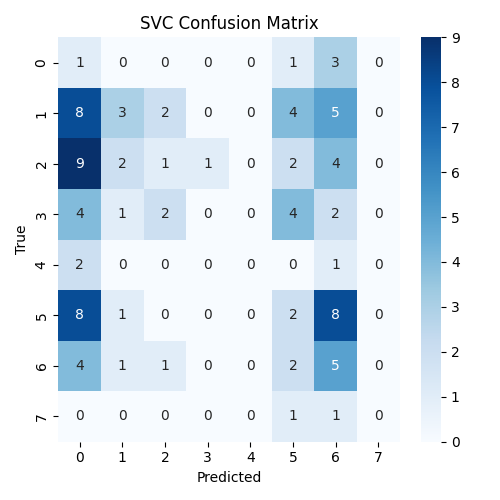 SVC Confusion Matrix
0 1 0 0 0 0 1 3 0
1 8 3 2 0 0 4 5 0
2 9 2 1 1 0 2 4 0
3 4 1 2 0 0 4 2 0
4 2 0 0 0 0 0 1 0
5 8 1 0 0 0 2 8 0
6 4 1 1 0 0 2 5 0
7 0 0 0 0 0 1 1 0
0 1 2 3 4 5 6 7
True
Predicted
9
8
7
6
5
4
3
2
1
0